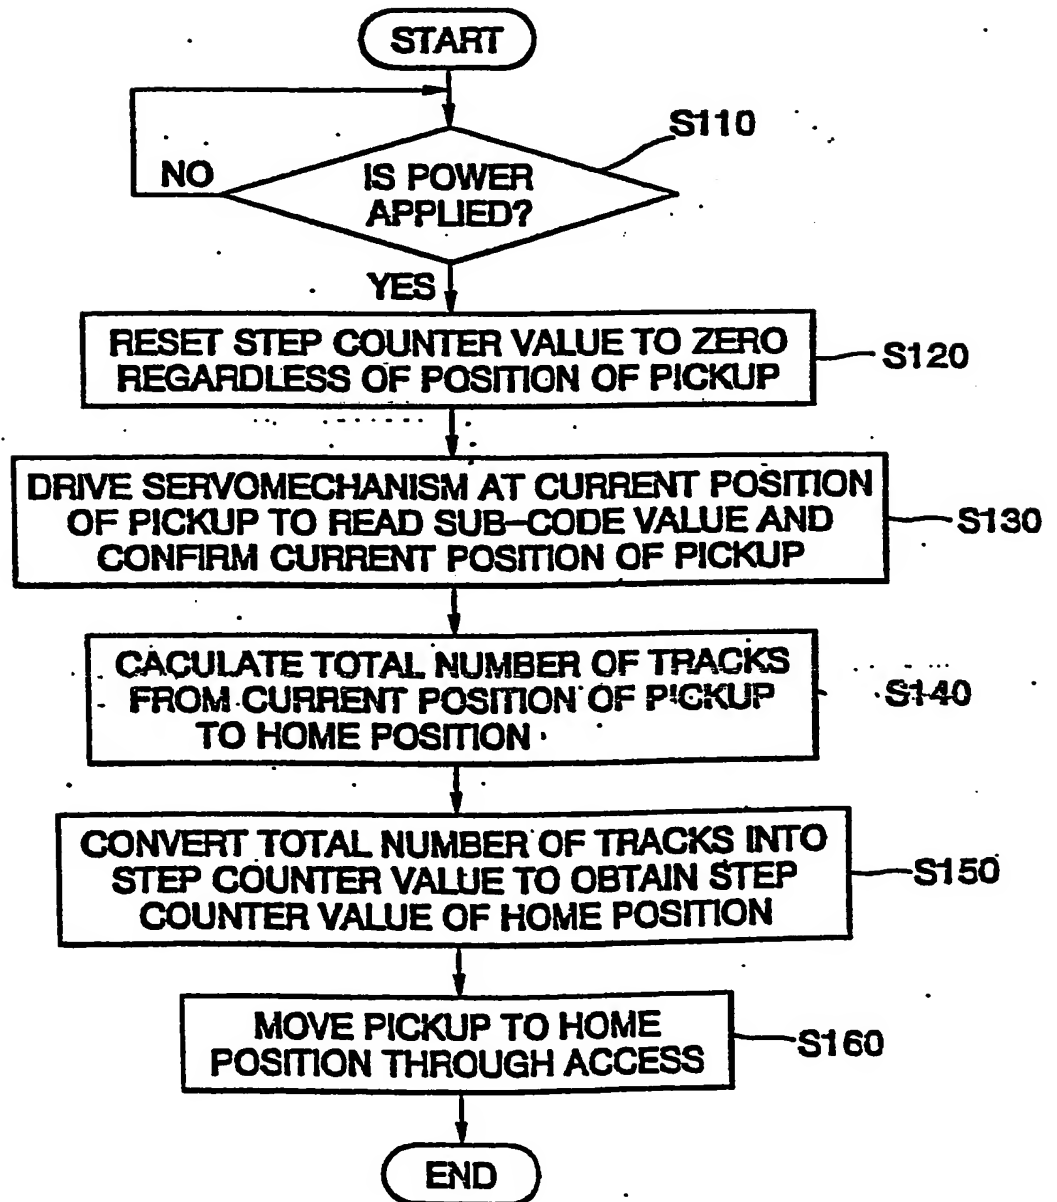 START
S110
NO
IS POWER
APPLIED?
YES
RESET STEP COUNTER VALUE TO ZERO
REGARDLESS OF POSITION OF PICKUP
S120
DRIVE SERVOMECHANISM AT CURRENT POSITION
OF PICKUP TO READ SUB-CODE VALUE AND
CONFIRM CURRENT POSITION OF PICKUP
S130
CACULATE TOTAL NUMBER OF TRACKS
FROM CURRENT POSITION OF PICKUP
TO HOME POSITION
S140
CONVERT TOTAL NUMBER OF TRACKS INTO
STEP COUNTER VALUE TO OBTAIN STEP
COUNTER VALUE OF HOME POSITION
S150
MOVE PICKUP TO HOME
POSITION THROUGH ACCESS
S160
END